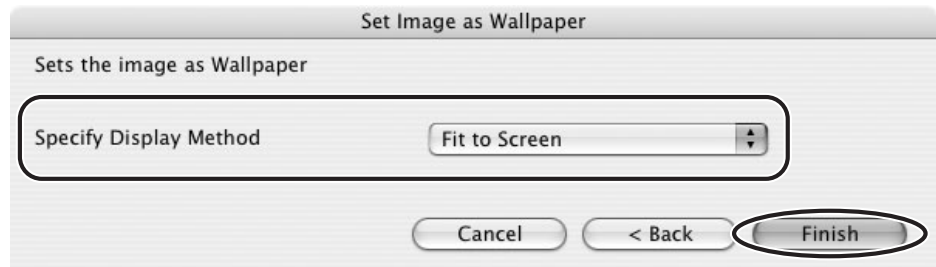 Set Image as Wallpaper
Sets the image as Wallpaper
Specify Display Method Fit to Screen
Cancel < Back Finish